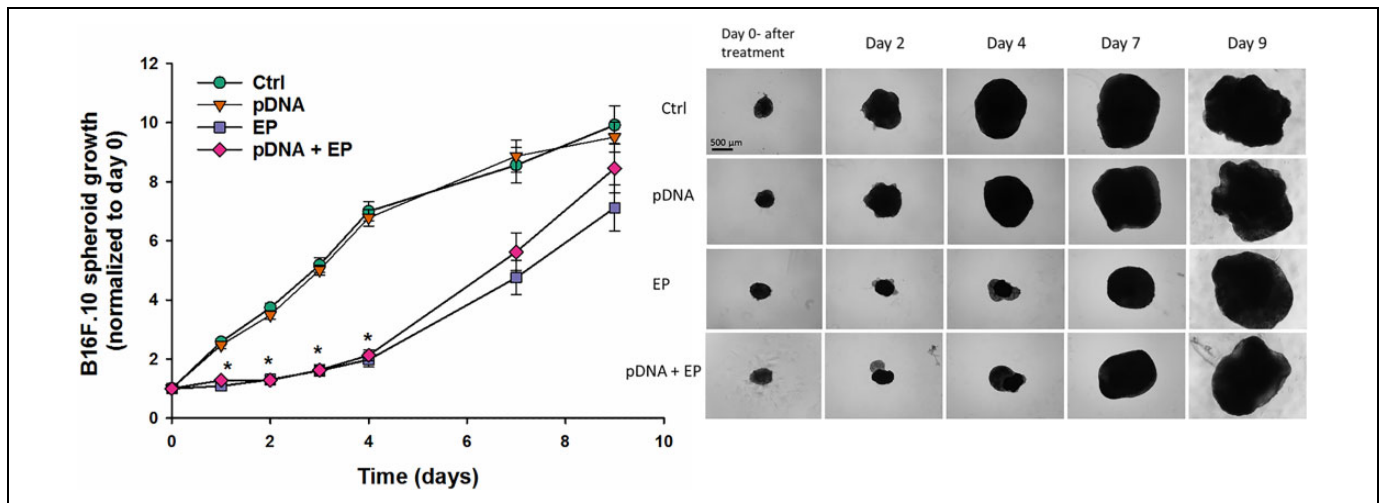 B16F.10 spheroid growth
(normalized to day 0)
12
10
8
6
4
2
0
Ctrl
pDNA
EP
pDNA + EP
*
*
*
*
0
2
4
6
8
10
Time (days)
Day 0- after
treatment
Day 2
Day 4
Day 7
Day 9
Ctrl
500 µm
pDNA
EP
pDNA + EP